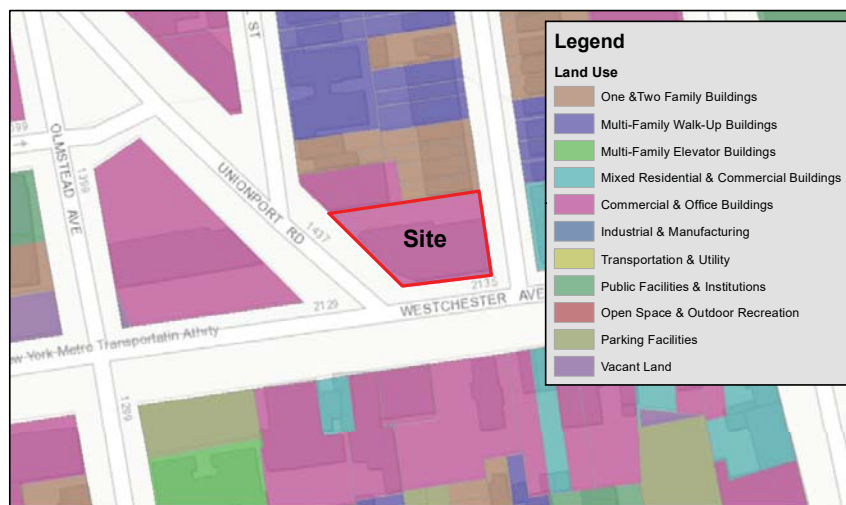 Legend
Land Use
One &Two Family Buildings
Multi-Family Walk-Up Buildings
Multi-Family Elevator Buildings
Mixed Residential & Commercial Buildings
Commercial & Office Buildings
Industrial & Manufacturing
Transportation & Utility
Public Facilities & Institutions
Open Space & Outdoor Recreation
Parking Facilities
Vacant Land
ST
OLMSTEAD AVE
1398
UNIONPORT RD
1437
Site
2135
2129
WESTCHESTER AVE
New York Metro Transportatin Athrty
1289